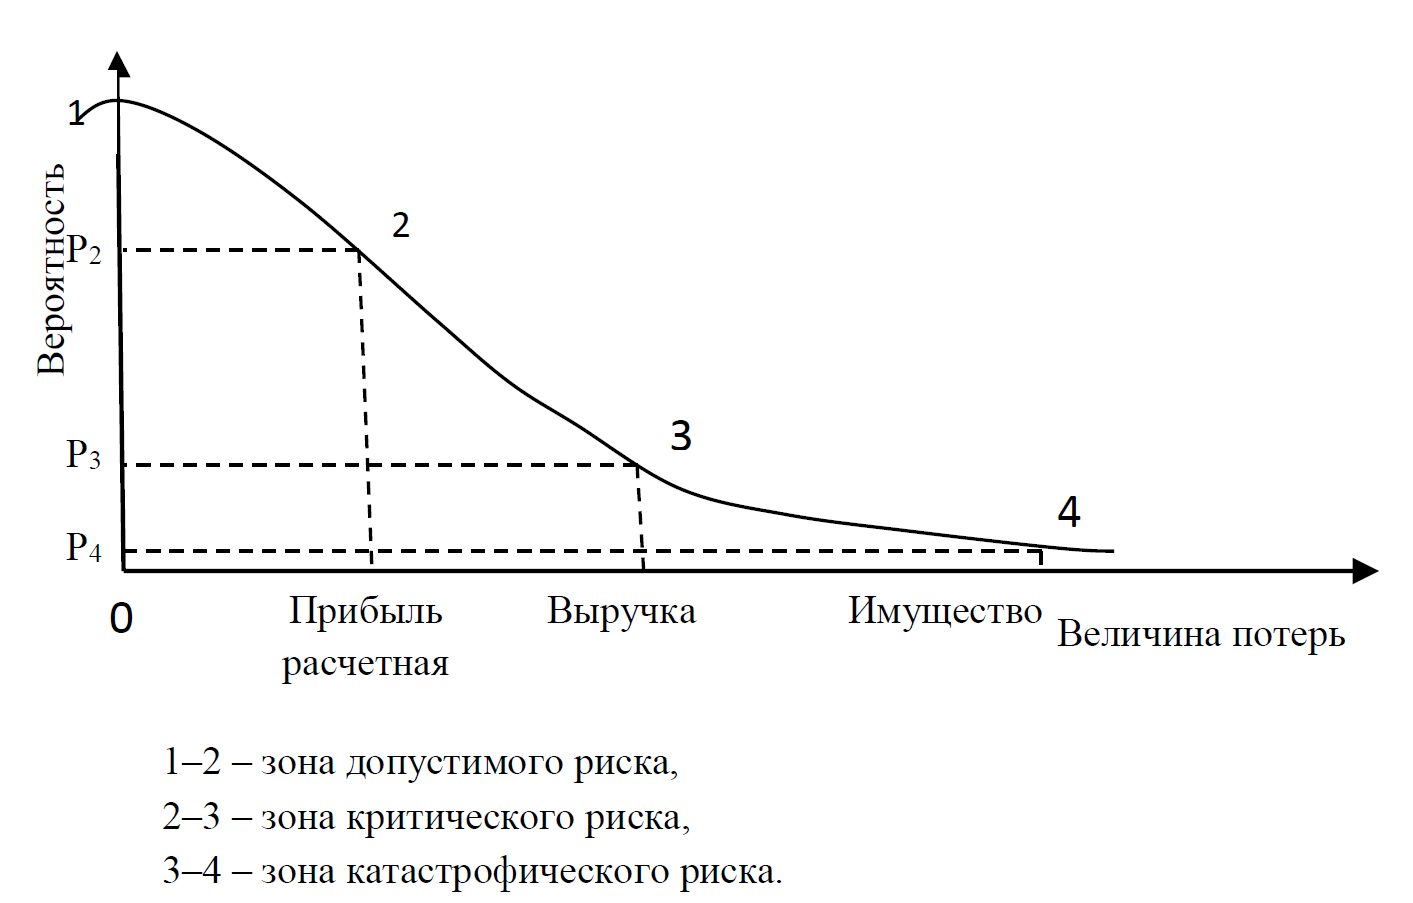 1
Вероятность
2
P2
3
P3
4
P4
0
Прибыль
расчетная
Выручка
Имущество
Величина потерь
1–2 – зона допустимого риска,
2–3 – зона критического риска,
3–4 – зона катастрофического риска.